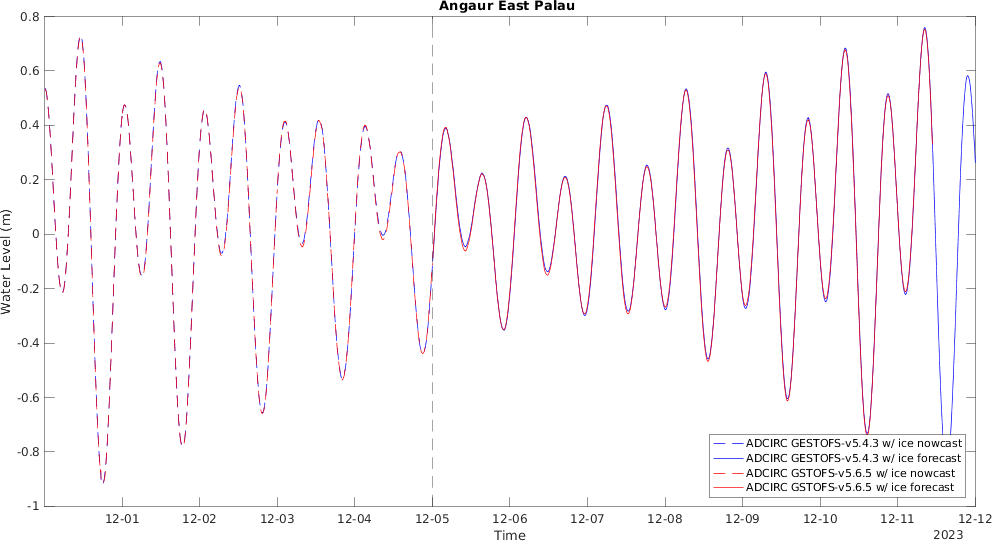 Angaur East Palau
0.8
0.6
0.4
0.2
0
-0.2
-0.4
-0.6
-0.8
-1
Water Level (m)
ADCIRC GESTOFS-v5.4.3 w/ ice nowcast
ADCIRC GESTOFS-v5.4.3 w/ ice forecast
ADCIRC GSTOFS-v5.6.5 w/ ice nowcast
ADCIRC GSTOFS-v5.6.5 w/ ice forecast
12-01 12-02 12-03 12-04 12-05 12-06 12-07 12-08 12-09 12-10 12-11 12-12
Time
2023